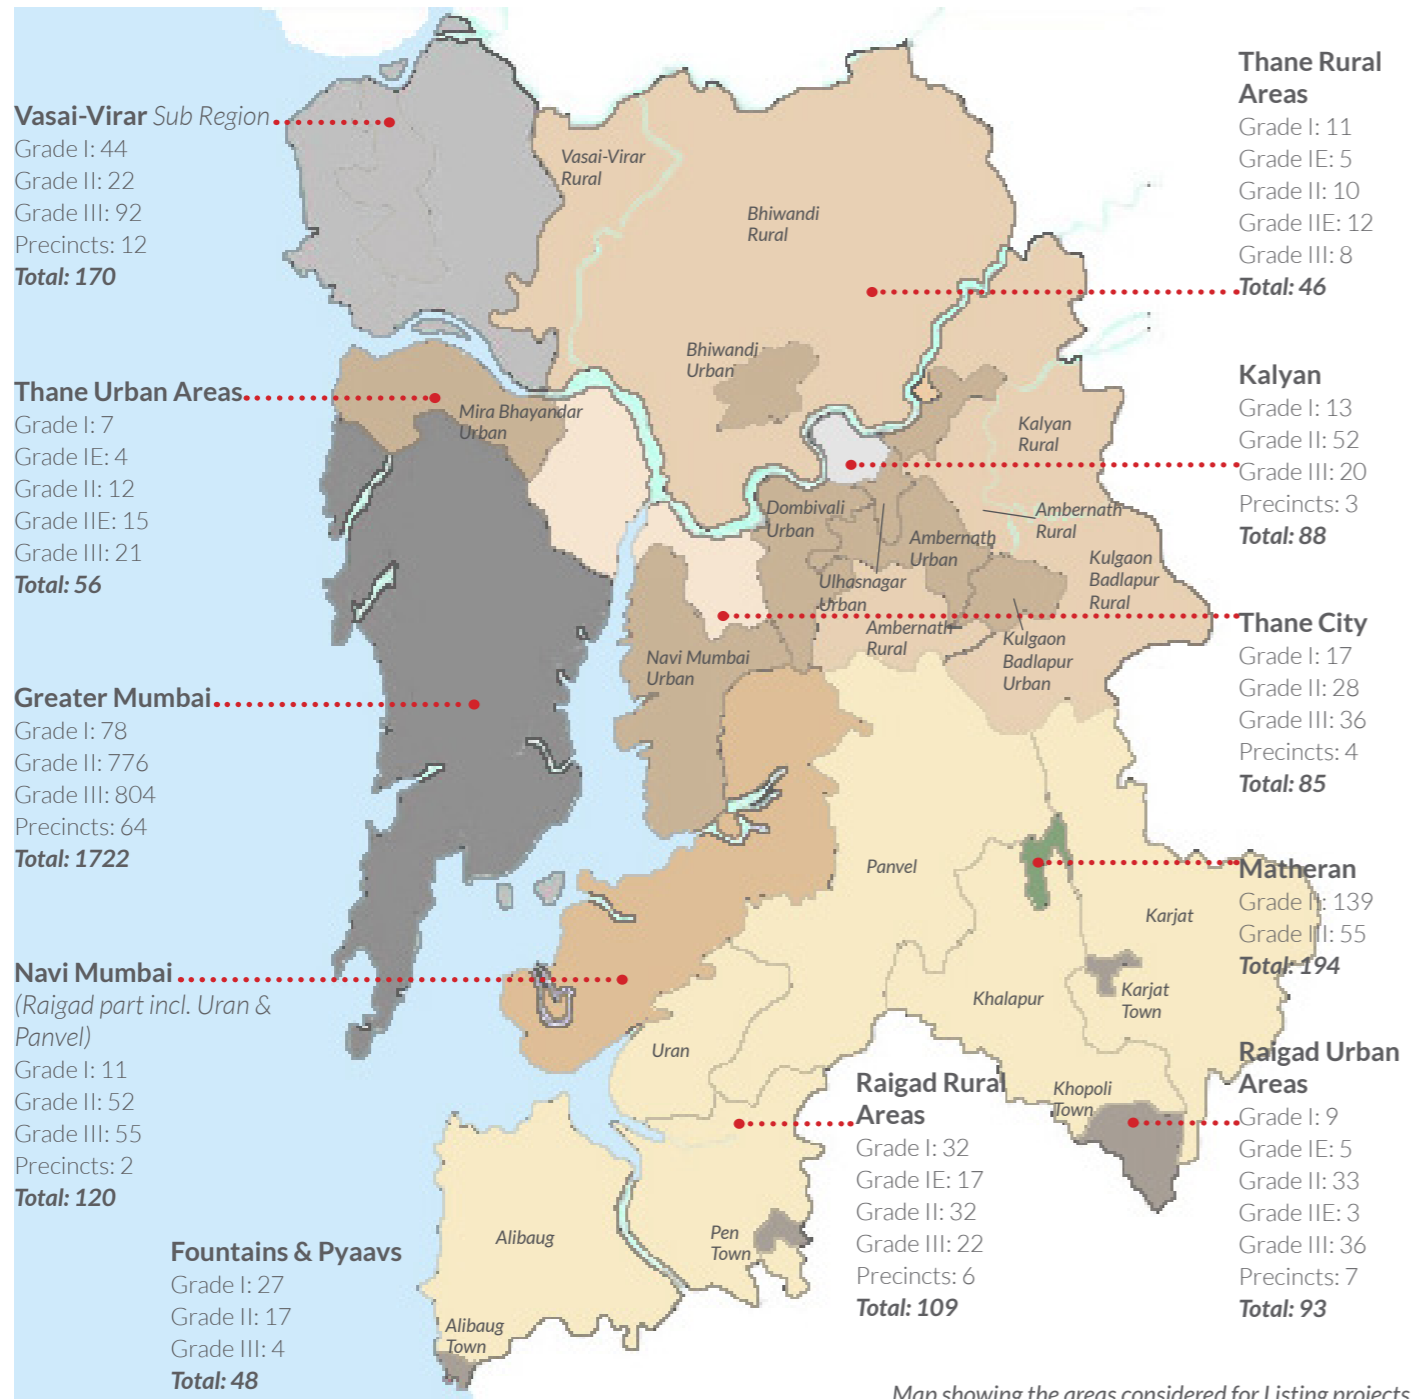 Vasai-Virar Sub Region
Grade I: 44
Grade II: 22
Grade III: 92
Precincts: 12
Total: 170
Thane Urban Areas
Grade I: 7
Grade IE: 4
Grade II: 12
Grade IIE: 15
Grade III: 21
Total: 56
Greater Mumbai
Grade I: 78
Grade II: 776
Grade III: 804
Precincts: 64
Total: 1722
Navi Mumbai
(Raigad part incl. Uran &
Panvel)
Grade I: 11
Grade II: 52
Grade III: 55
Precincts: 2
Total: 120
Fountains & Pyaavs
Grade I: 27
Grade II: 17
Grade III: 4
Total: 48
Vasai-Virar
Rural
Bhiwandi
Rural
Bhiwandi
Urban
Mira Bhayandar
Urban
Kalyan
Rural
Dombivali
Urban
Ambernath
Urban
Ambernath
Rural
Ulhasnagar
Urban
Kulgaon
Badlapur
Rural
Ambernath
Rural
Kulgaon
Badlapur
Urban
Navi Mumbai
Urban
Panvel
Karjat
Khalapur
Karjat
Town
Uran
Khopoli
Town
Alibaug
Pen
Town
Alibaug
Town
Raigad Rural
Areas
Grade I: 32
Grade IE: 17
Grade II: 32
Grade III: 22
Precincts: 6
Total: 109
Thane Rural
Areas
Grade I: 11
Grade IE: 5
Grade II: 10
Grade IIE: 12
Grade III: 8
Total: 46
Kalyan
Grade I: 13
Grade II: 52
Grade III: 20
Precincts: 3
Total: 88
Thane City
Grade I: 17
Grade II: 28
Grade III: 36
Precincts: 4
Total: 85
Matheran
Grade II: 139
Grade III: 55
Total: 194
Raigad Urban
Areas
Grade I: 9
Grade IE: 5
Grade II: 33
Grade IIE: 3
Grade III: 36
Precincts: 7
Total: 93
Map showing the areas considered for Listing projects